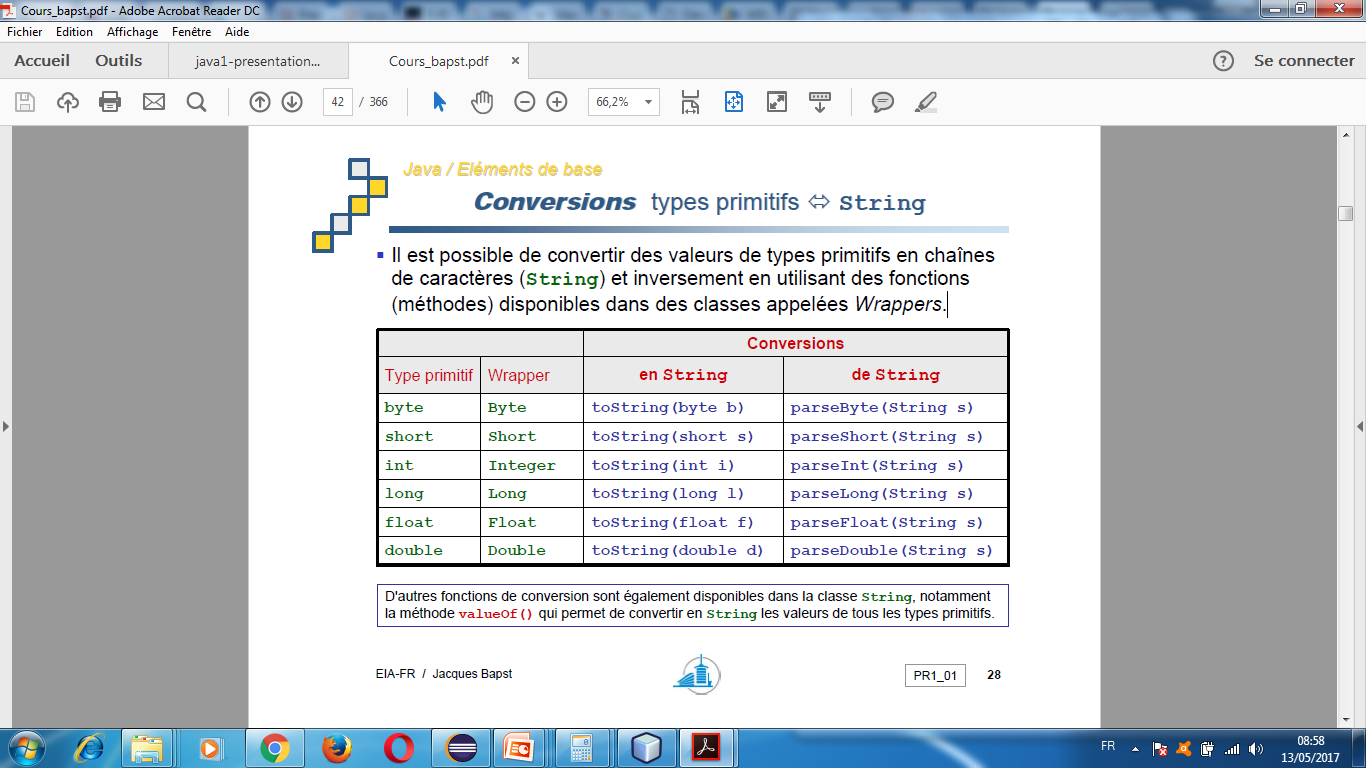 Cours_bapst.pdf - Adobe Acrobat Reader DC
Fichier Edition Affichage Fenêtre Aide
Accueil Outils java1-presentation... Cours_bapst.pdf × ? Se connecter
42 / 366 66,2%
Java / Eléments de base
Conversions types primitifs ⇔ String
▪ Il est possible de convertir des valeurs de types primitifs en chaînes
de caractères (String) et inversement en utilisant des fonctions
(méthodes) disponibles dans des classes appelées Wrappers.
Conversions
Type primitif Wrapper en String de String
byte Byte toString(byte b) parseByte(String s)
short Short toString(short s) parseShort(String s)
int Integer toString(int i) parseInt(String s)
long Long toString(long l) parseLong(String s)
float Float toString(float f) parseFloat(String s)
double Double toString(double d) parseDouble(String s)
D'autres fonctions de conversion sont également disponibles dans la classe String, notamment
la méthode valueOf() qui permet de convertir en String les valeurs de tous les types primitifs.
EIA-FR / Jacques Bapst PR1_01 28
FR 08:58
13/05/2017